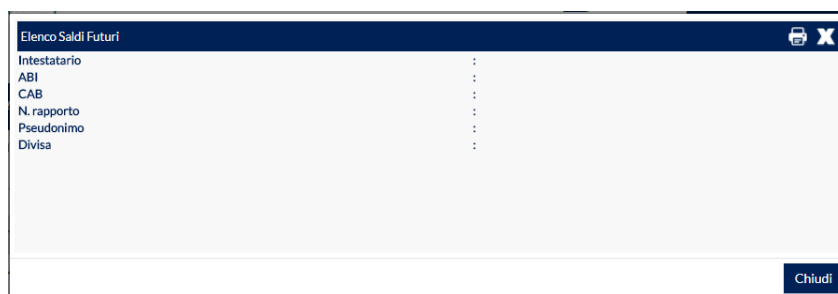 Elenco Saldi Futuri
Intestatario :
ABI :
CAB :
N. rapporto :
Pseudonimo :
Divisa :
Chiudi